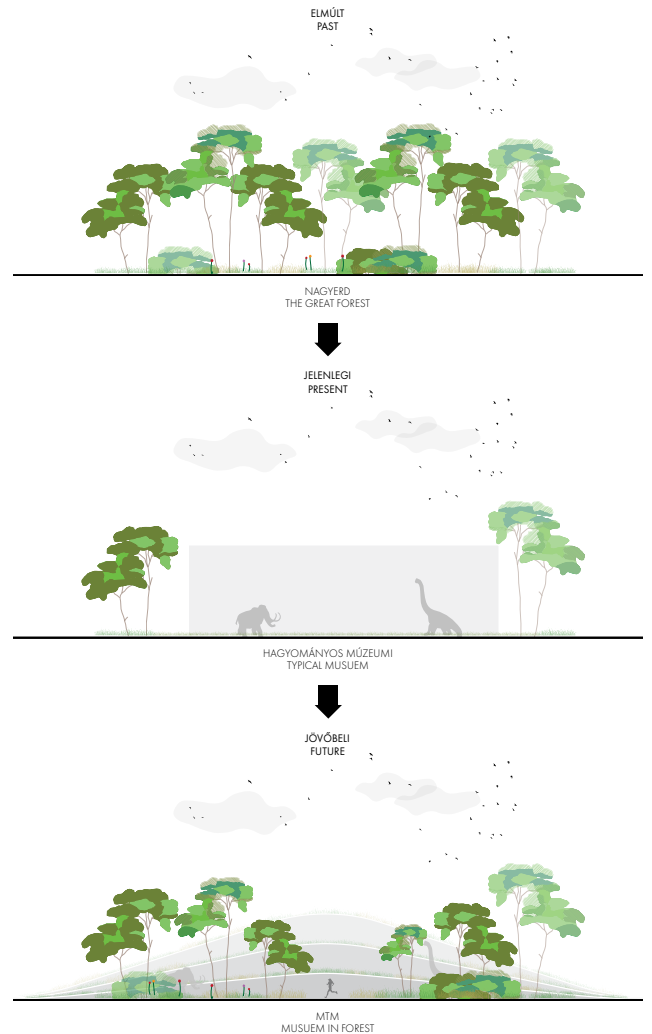 ELMÚLT
PAST
NAGYERD
THE GREAT FOREST
JELENLEGI
PRESENT
HAGYOMÁNYOS MÚZEUMI
TYPICAL MUSUEM
JÖVŐBELI
FUTURE
MTM
MUSUEM IN FOREST